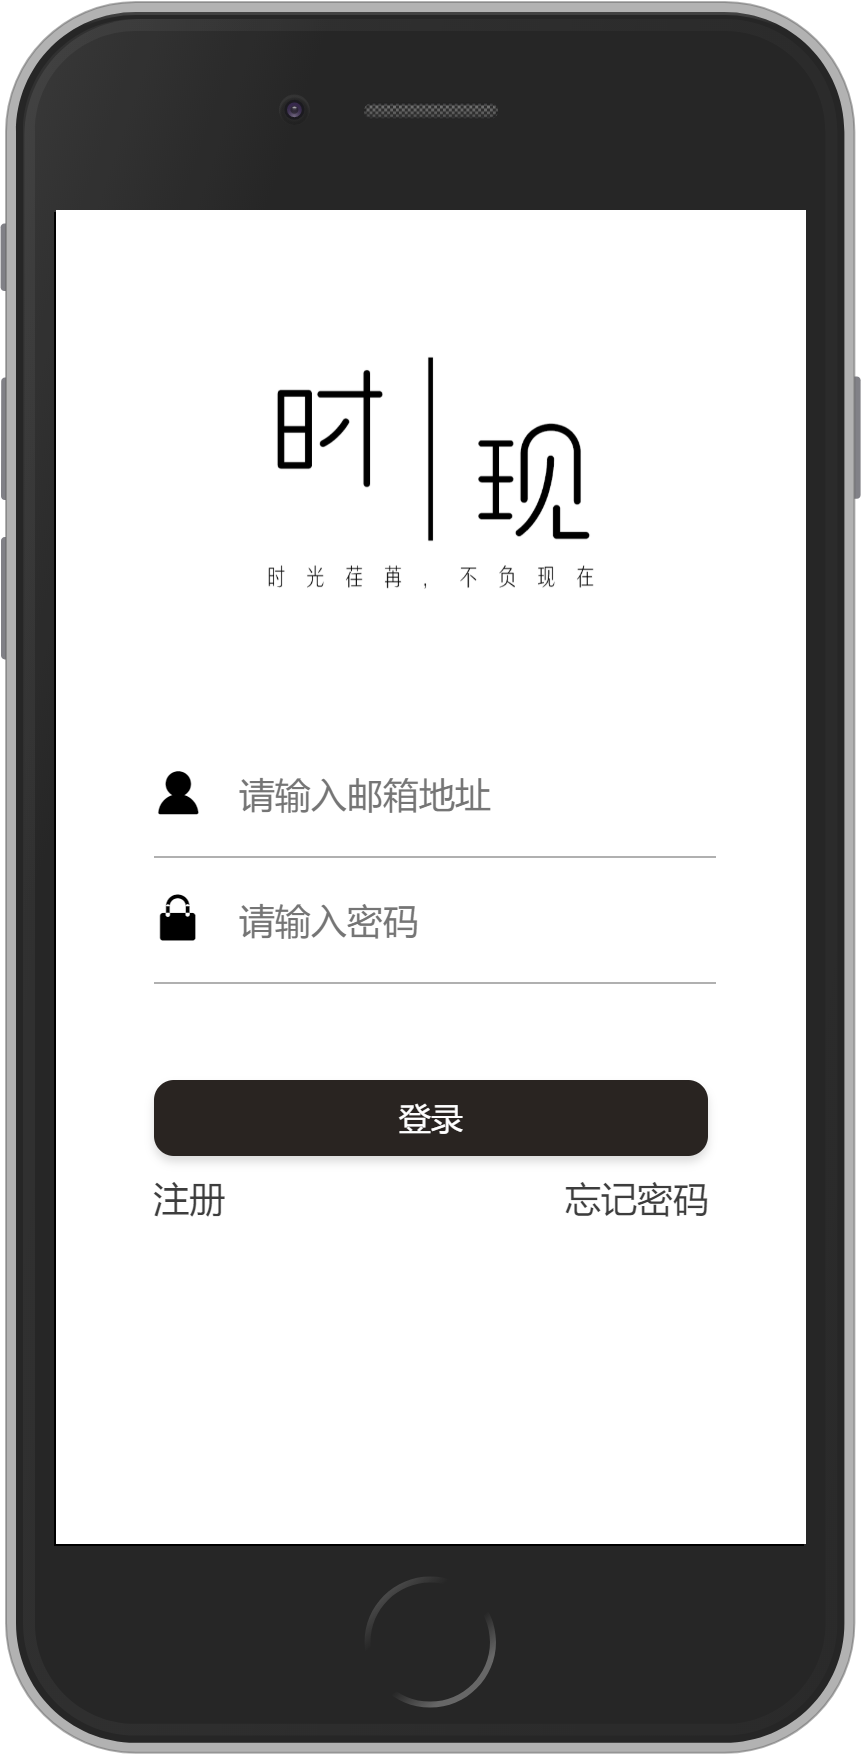 时 现
时光荏苒，不负现在
请输入邮箱地址
请输入密码
登录
注册 忘记密码